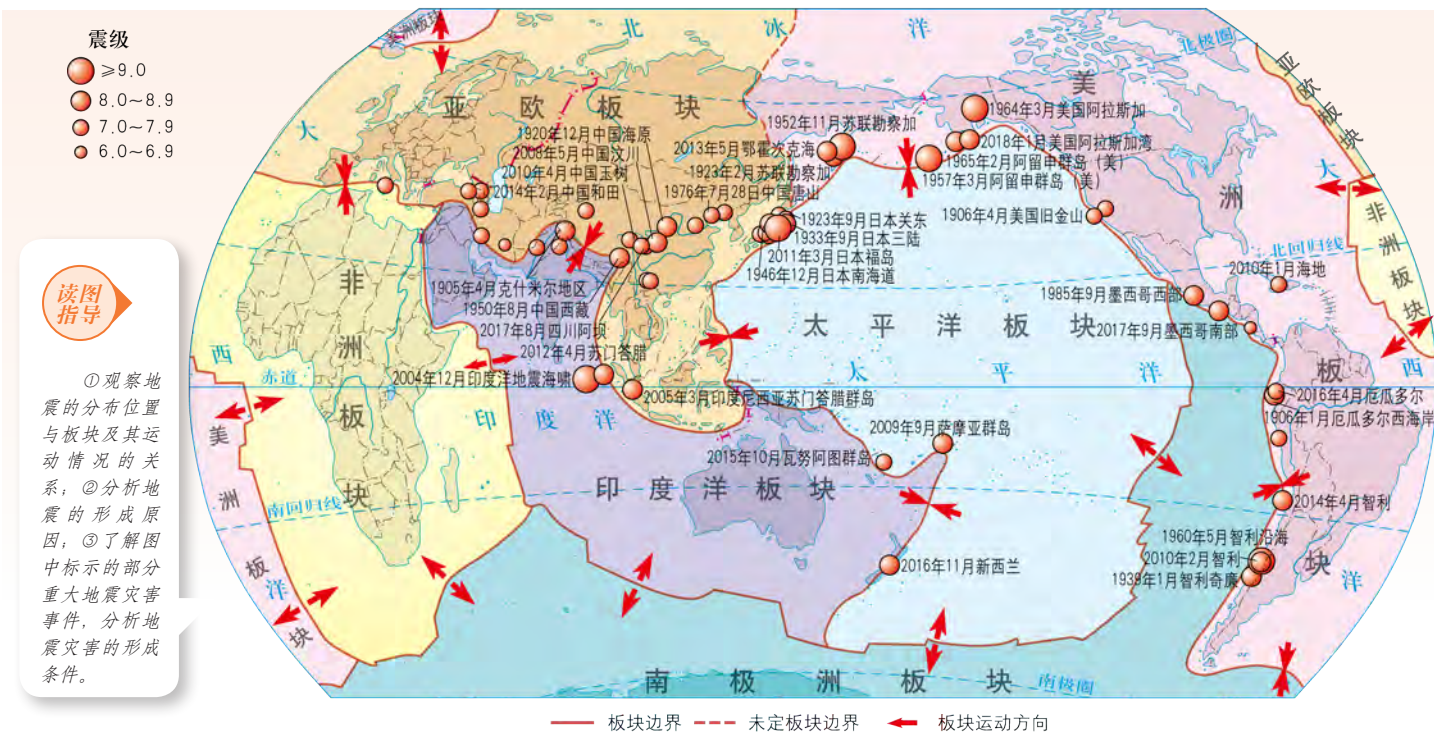 震级
≥9.0
8.0~8.9
7.0~7.9
6.0~6.9
读图
指导
①观察地
震的分布位置
与板块及其运
动情况的关
系；②分析地
震的形成原
因；③了解图
中标示的部分
重大地震灾害
事件，分析地
震灾害的形成
条件。
美洲板块
北冰洋
北极圈
亚欧板块
美洲板块
亚欧板块
非洲板块
大西洋
大西洋
1920年12月中国海原
2008年5月中国汶川
2010年4月中国玉树
2014年2月中国和田
1952年11月苏联勘察加
2013年5月鄂霍次克海
1923年2月苏联勘察加
1976年7月28日中国唐山
1964年3月美国阿拉斯加
2018年1月美国阿拉斯加湾
1965年2月阿留申群岛（美）
1957年3月阿留申群岛（美）
1906年4月美国旧金山
1923年9月日本关东
1933年9月日本三陆
2011年3月日本福岛
1946年12月日本南海道
北回归线
2010年1月海地
1985年9月墨西哥西部
2017年9月墨西哥南部
1905年4月克什米尔地区
1950年8月中国西藏
2017年8月四川阿坝
2012年4月苏门答腊
2004年12月印度洋地震海啸
2005年3月印度尼西亚苏门答腊群岛
非洲板块
太平洋板块
赤道
太平洋
印度洋
2016年4月厄瓜多尔
1906年1月厄瓜多尔西海岸
2009年9月萨摩亚群岛
2015年10月瓦努阿图群岛
印度洋板块
南回归线
美洲板块
2014年4月智利
1960年5月智利沿海
2010年2月智利
1939年1月智利奇廉
2016年11月新西兰
南极洲板块
南极圈
板块边界
未定板块边界
板块运动方向